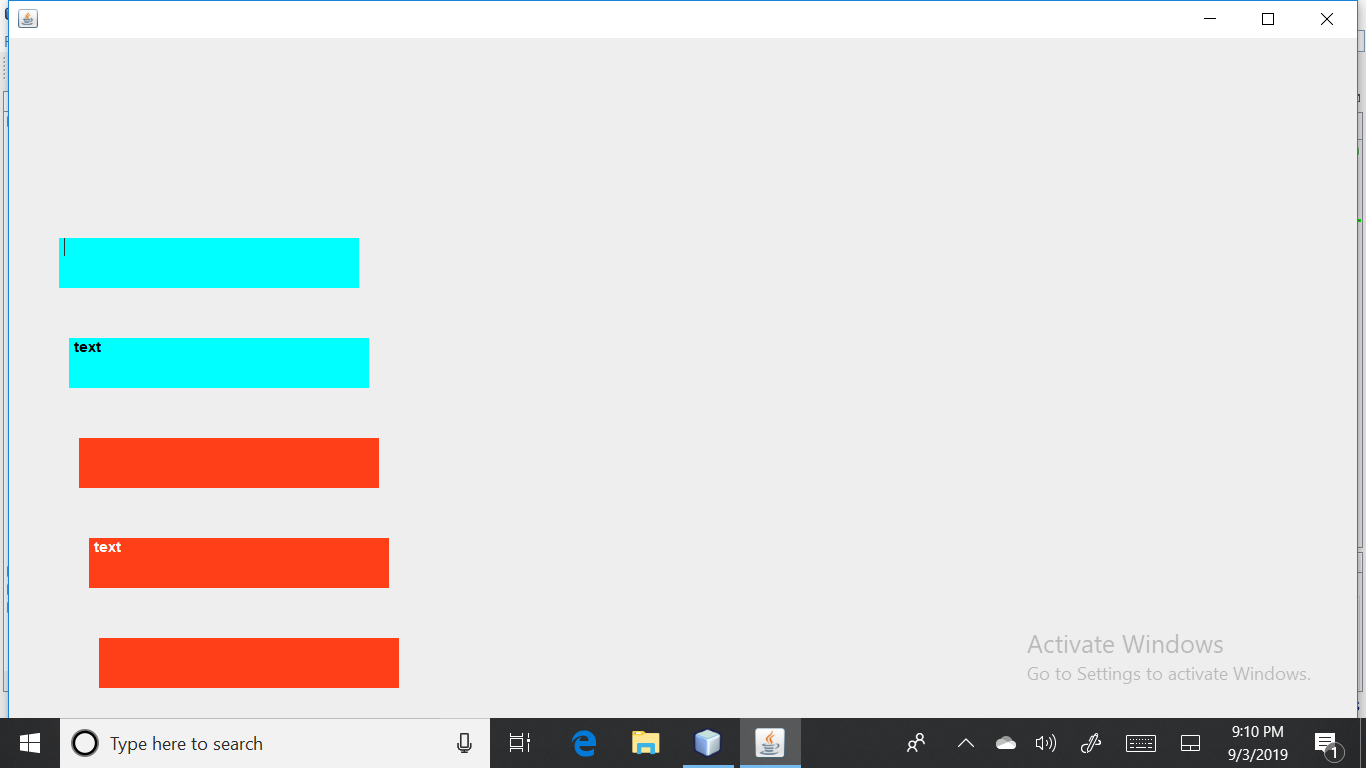 text
text
Activate Windows
Go to Settings to activate Windows.
Type here to search
9:10 PM
9/3/2019
1